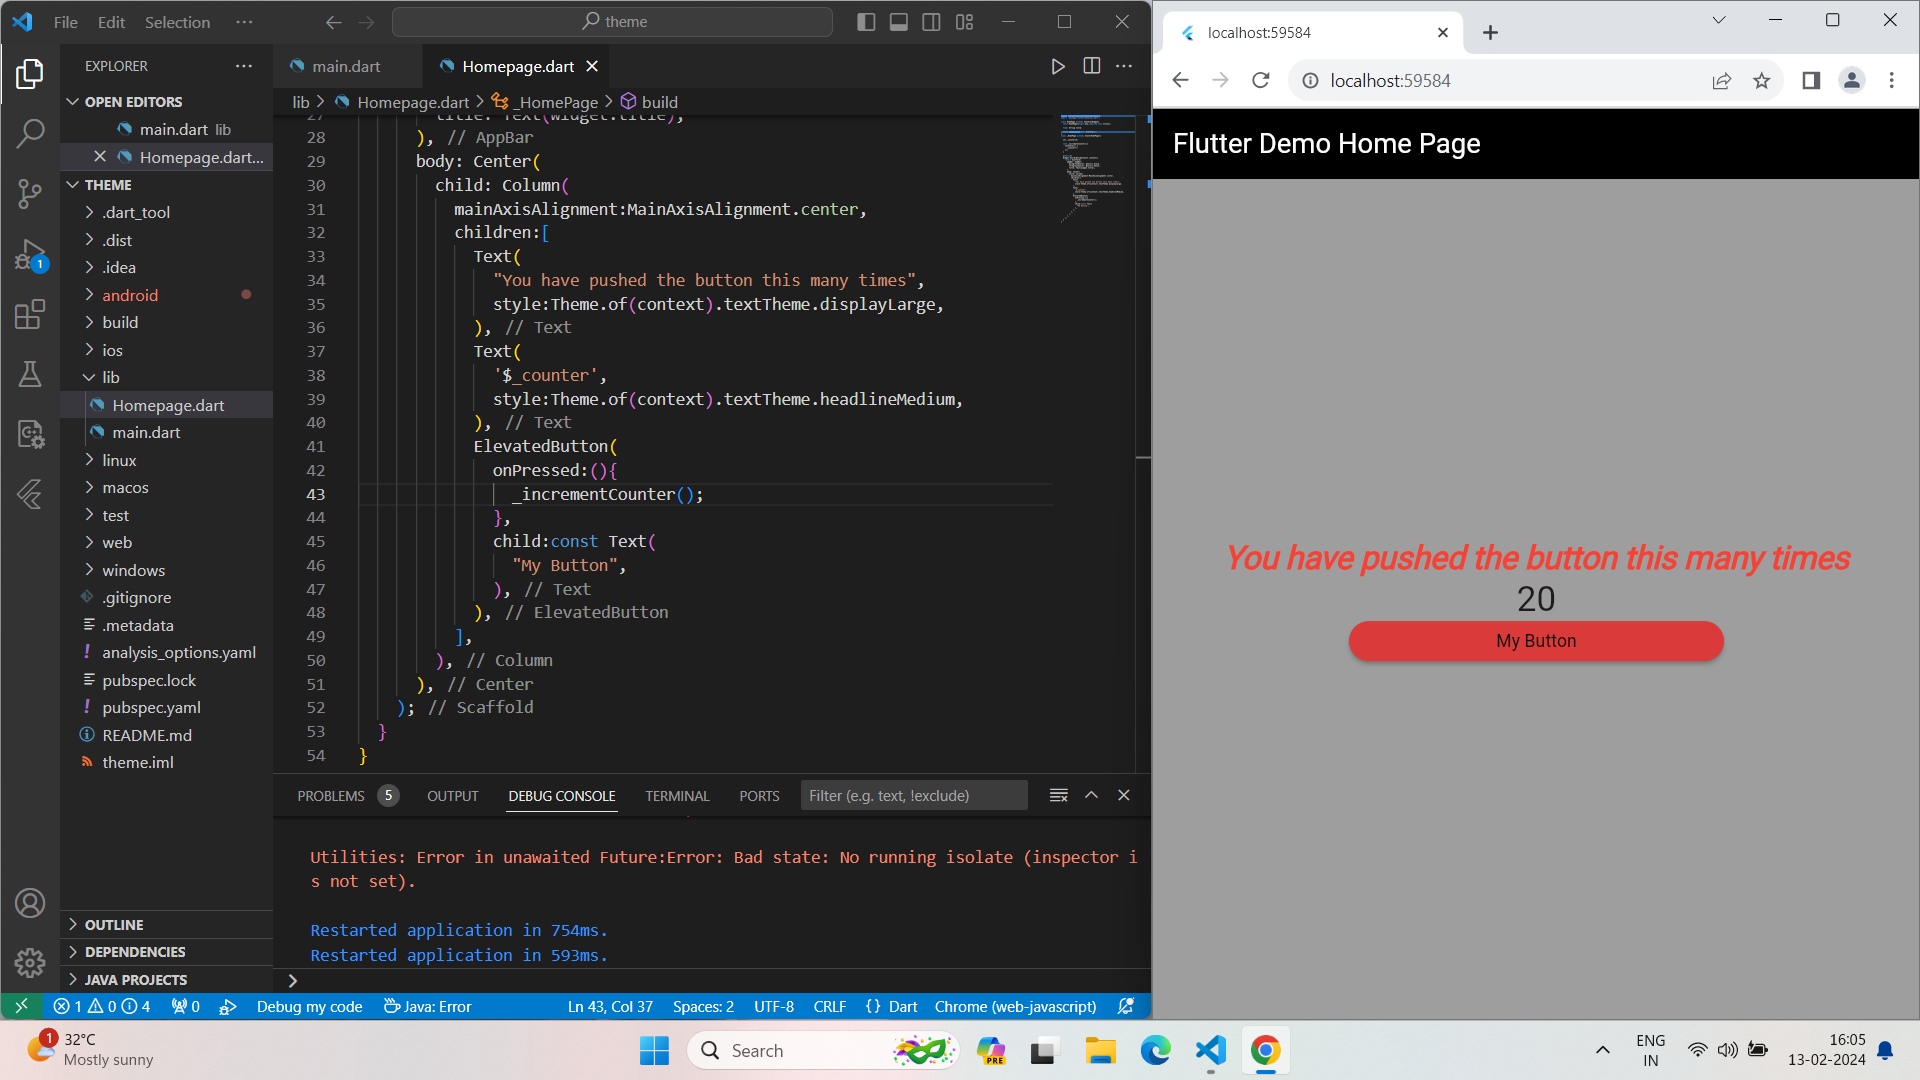 File Edit Selection ···
theme
EXPLORER
OPEN EDITORS
main.dart lib
Homepage.dart...
THEME
.dart_tool
.dist
.idea
android
build
ios
lib
Homepage.dart
main.dart
linux
macos
test
web
windows
.gitignore
.metadata
analysis_options.yaml
pubspec.lock
pubspec.yaml
README.md
theme.iml
OUTLINE
DEPENDENCIES
JAVA PROJECTS
1
main.dart
Homepage.dart
lib > Homepage.dart > _HomePage > build
27 title: Text(widget.title),
28 ), // AppBar
29 body: Center(
30 child: Column(
31 mainAxisAlignment:MainAxisAlignment.center,
32 children:[
33 Text(
34 "You have pushed the button this many times",
35 style:Theme.of(context).textTheme.displayLarge,
36 ), // Text
37 Text(
38 '$_counter',
39 style:Theme.of(context).textTheme.headlineMedium,
40 ), // Text
41 ElevatedButton(
42 onPressed:(){
43 _incrementCounter();
44 },
45 child:const Text(
46 "My Button",
47 ), // Text
48 ), // ElevatedButton
49 ],
50 ), // Column
51 ), // Center
52 ); // Scaffold
53 }
54 }
PROBLEMS 5 OUTPUT DEBUG CONSOLE TERMINAL PORTS Filter (e.g. text, !exclude)
Utilities: Error in unawaited Future:Error: Bad state: No running isolate (inspector i
s not set).
Restarted application in 754ms.
Restarted application in 593ms.
>
1 0 4 0 Debug my code Java: Error Ln 43, Col 37 Spaces: 2 UTF-8 CRLF {} Dart Chrome (web-javascript)
localhost:59584
localhost:59584
Flutter Demo Home Page
You have pushed the button this many times
20
My Button
1
32°C
Mostly sunny
Search
PRE
ENG
IN
16:05
13-02-2024